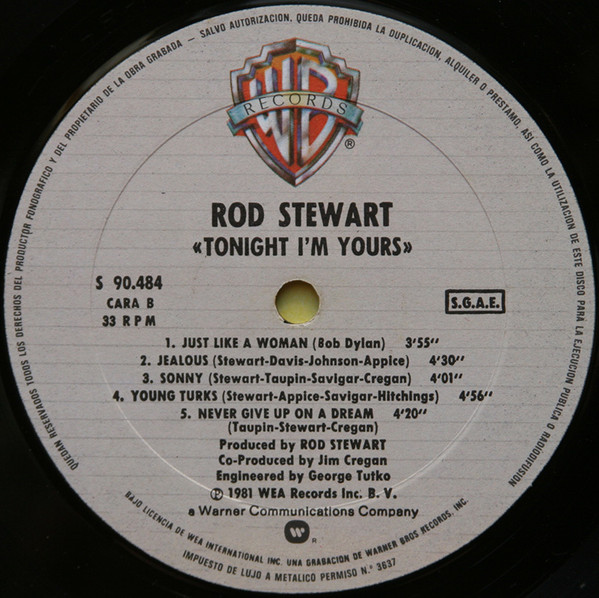 QUEDAN RESERVADOS TODOS LOS DERECHOS DEL PRODUCTOR FONOGRAFICO Y DEL PROPIETARIO DE LA OBRA GRABADA — SALVO AUTORIZACION, QUEDA PROHIBIDA LA DUPLICACION, ALQUILER O PRESTAMO, ASI COMO LA UTILIZACION DE ESTE DISCO PARA LA EJECUCION PUBLICA O RADIODIFUSION
WB
RECORDS
®
ROD STEWART
«TONIGHT I'M YOURS»
S 90.484
CARA B
33 RPM
S.G.A.E.
1. JUST LIKE A WOMAN (Bob Dylan) 3'55''
2. JEALOUS (Stewart-Davis-Johnson-Appice) 4'30''
3. SONNY (Stewart-Taupin-Savigar-Cregan) 4'01''
4. YOUNG TURKS (Stewart-Appice-Savigar-Hitchings) 4'56''
5. NEVER GIVE UP ON A DREAM 4'20''
(Taupin-Stewart-Cregan)
Produced by ROD STEWART
Co-Produced by Jim Cregan
Engineered by George Tutko
℗ 1981 WEA Records Inc. B. V.
a Warner Communications Company
R
BAJO LICENCIA DE WEA INTERNATIONAL INC. UNA GRABACION DE WARNER BROS RECORDS, INC.
IMPUESTO DE LUJO A METALICO PERMISO N.º 3637